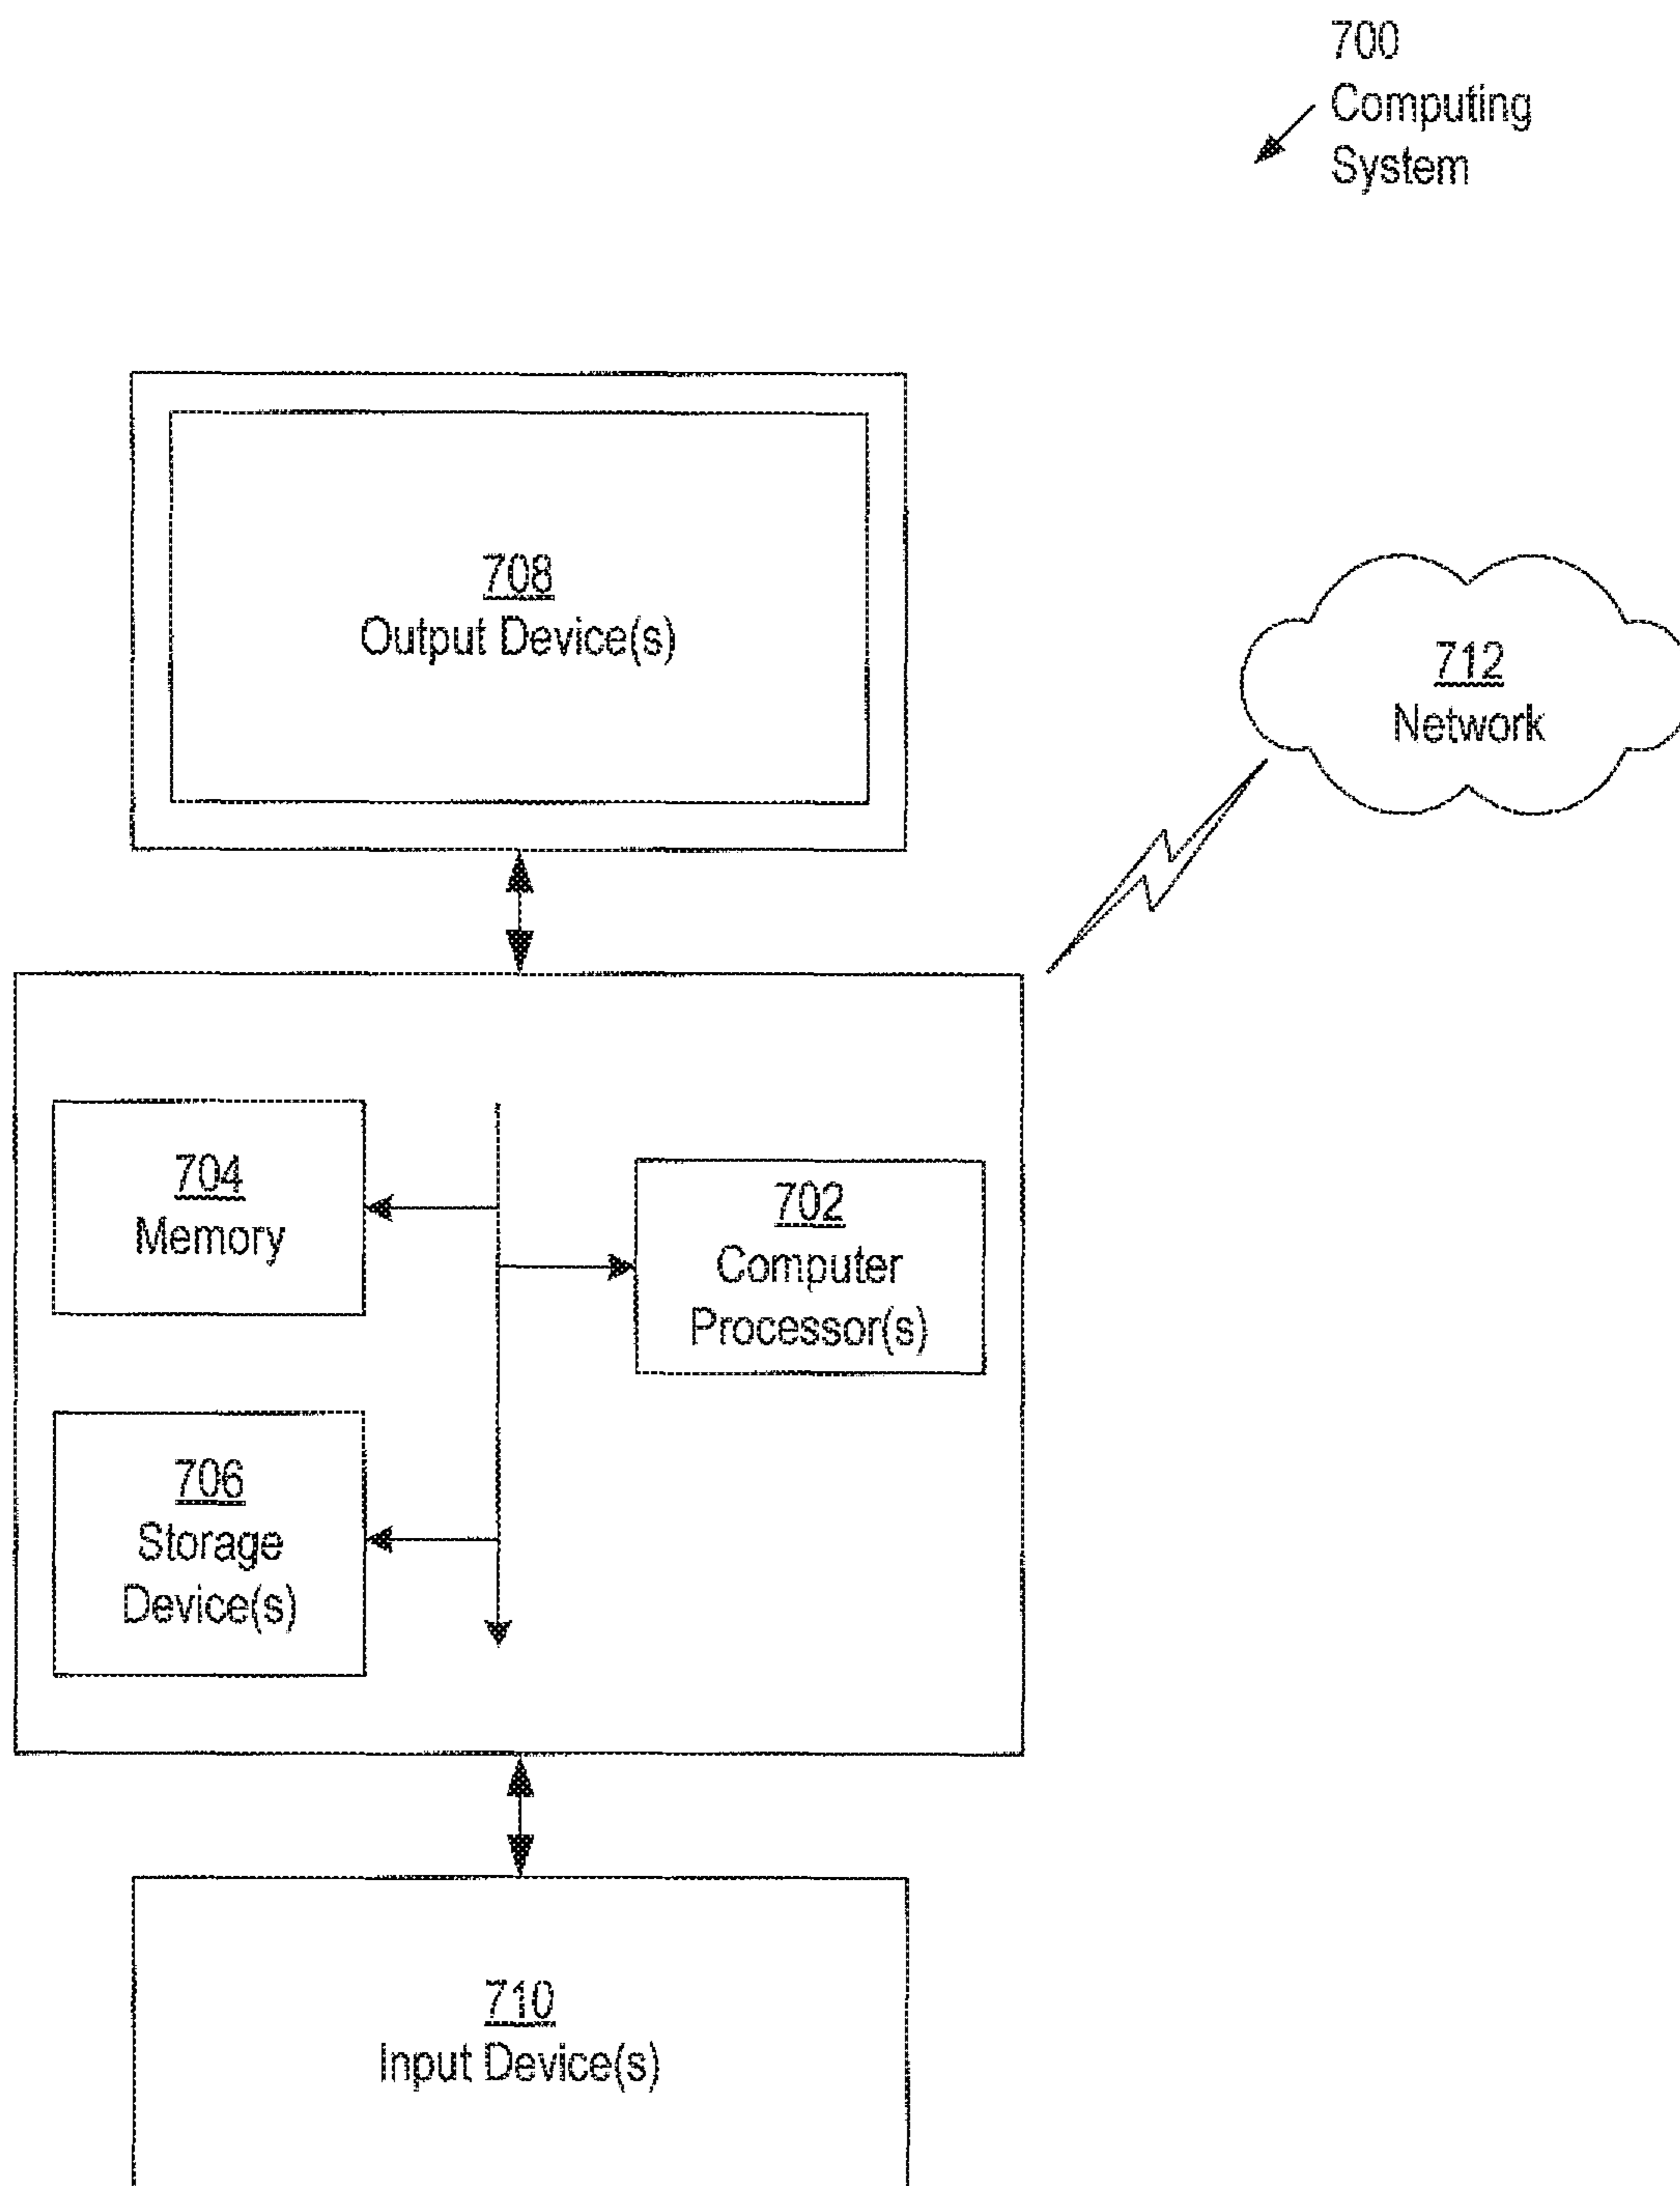 700
Computing
System
708
Output Device(s)
712
Network
704
Memory
702
Computer
Processor(s)
706
Storage
Device(s)
710
Input Device(s)